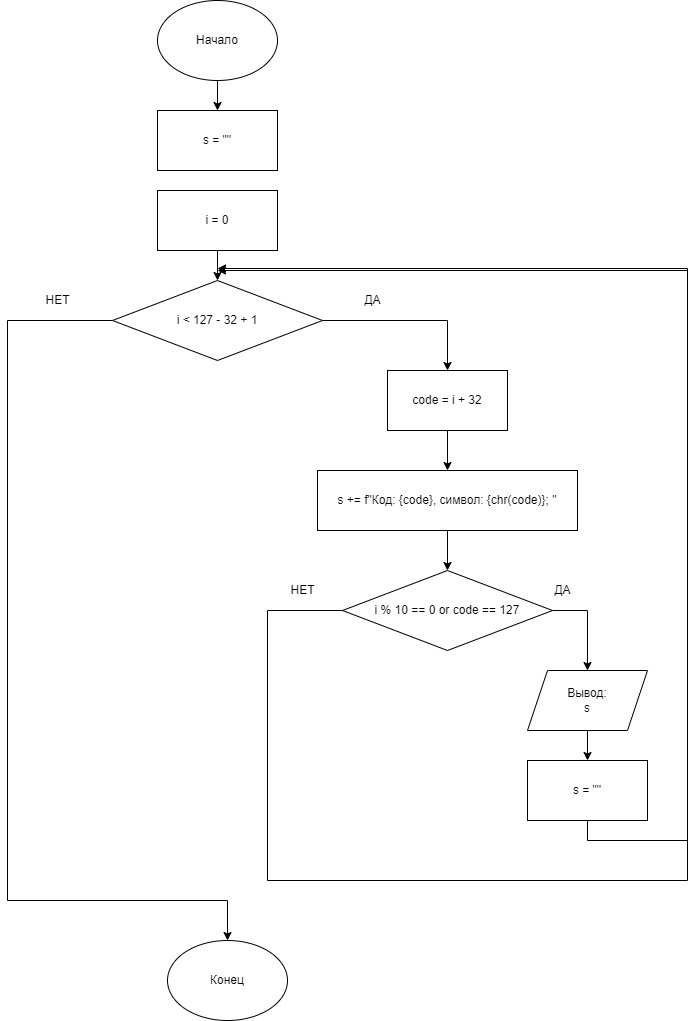 Начало
s = ""
i = 0
НЕТ
ДА
i < 127 - 32 + 1
code = i + 32
s += f"Код: {code}, символ: {chr(code)}; "
НЕТ
ДА
i % 10 == 0 or code == 127
Вывод:
s
s = ""
Конец